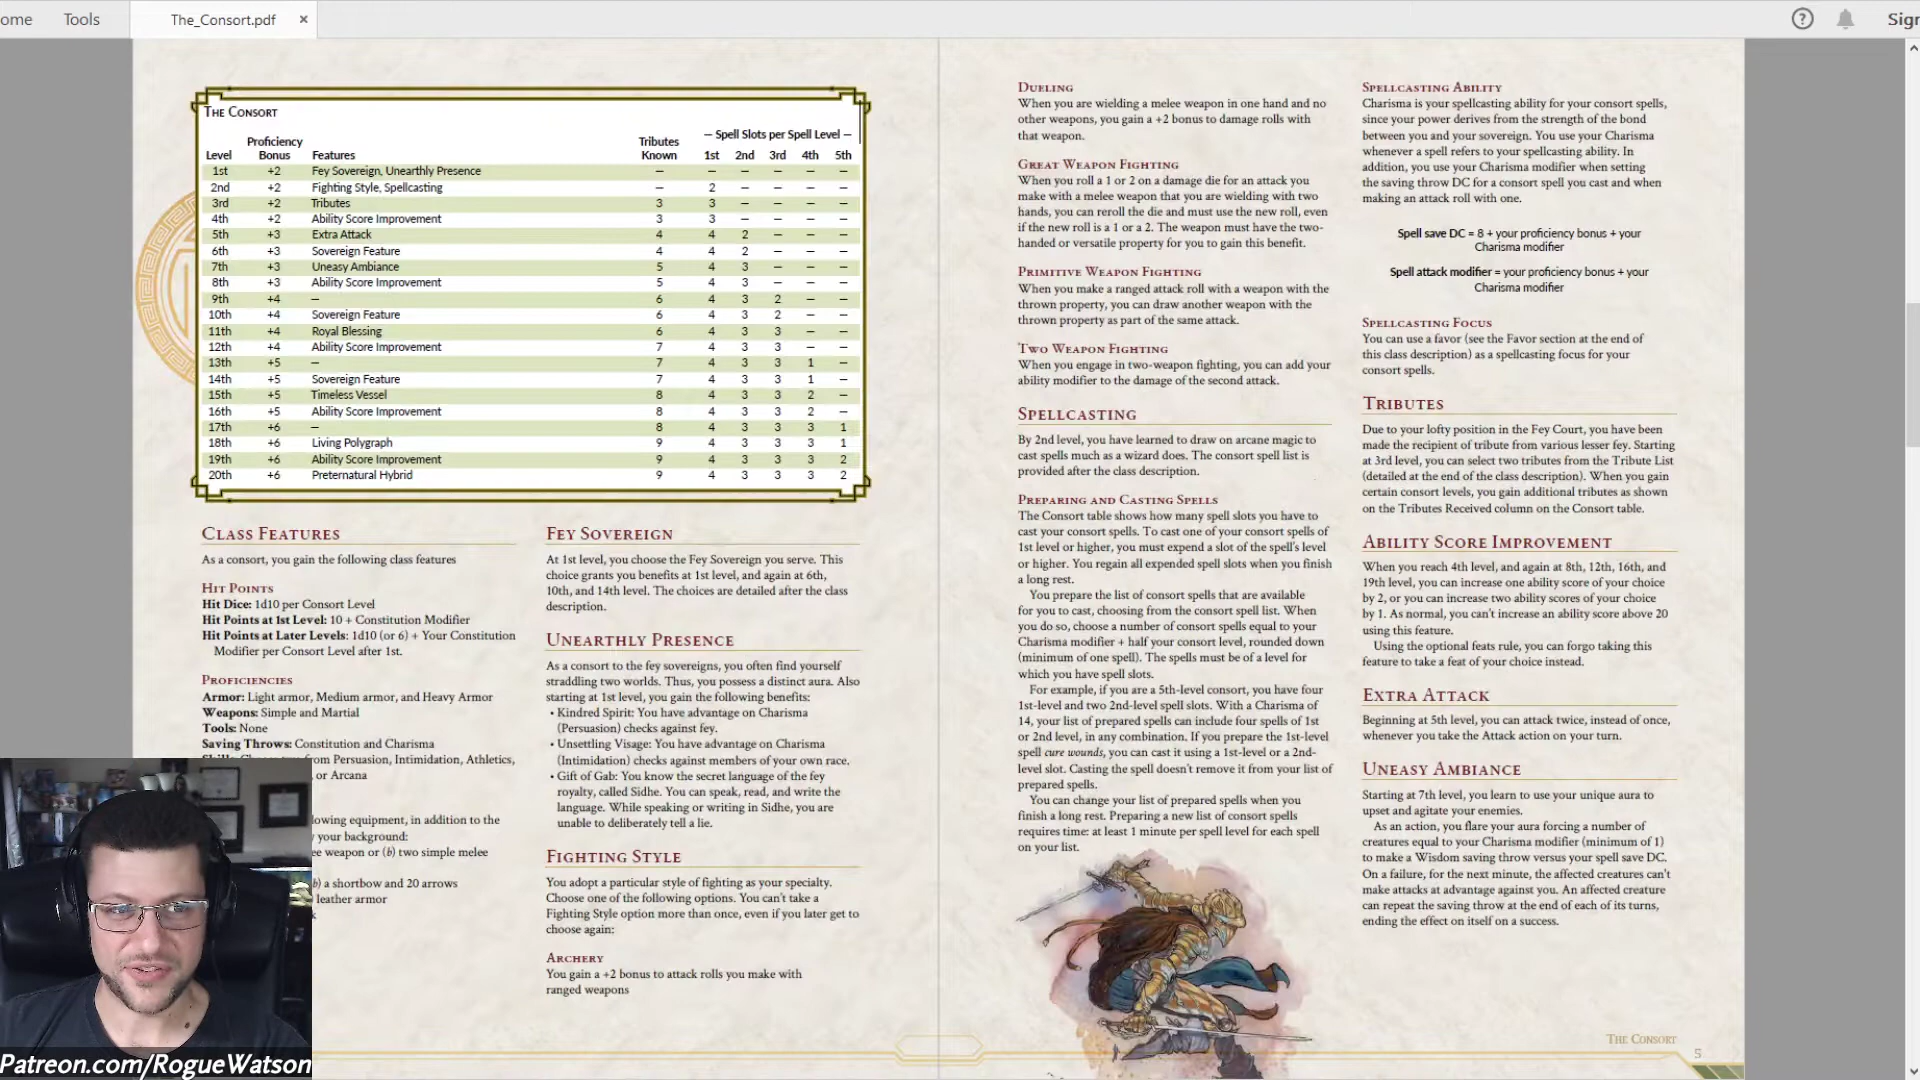 ome
Tools
The_Consort.pdf
×
?
Sigr
The Consort
— Spell Slots per Spell Level —
Proficiency Tributes
Level Bonus Features Known 1st 2nd 3rd 4th 5th
1st +2 Fey Sovereign, Unearthly Presence — — — — — —
2nd +2 Fighting Style, Spellcasting — 2 — — — —
3rd +2 Tributes 3 3 — — — —
4th +2 Ability Score Improvement 3 3 — — — —
5th +3 Extra Attack 4 4 2 — — —
6th +3 Sovereign Feature 4 4 2 — — —
7th +3 Uneasy Ambiance 5 4 3 — — —
8th +3 Ability Score Improvement 5 4 3 — — —
9th +4 — 6 4 3 2 — —
10th +4 Sovereign Feature 6 4 3 2 — —
11th +4 Royal Blessing 6 4 3 3 — —
12th +4 Ability Score Improvement 7 4 3 3 — —
13th +5 — 7 4 3 3 1 —
14th +5 Sovereign Feature 7 4 3 3 1 —
15th +5 Timeless Vessel 8 4 3 3 2 —
16th +5 Ability Score Improvement 8 4 3 3 2 —
17th +6 — 8 4 3 3 3 1
18th +6 Living Polygraph 9 4 3 3 3 1
19th +6 Ability Score Improvement 9 4 3 3 3 2
20th +6 Preternatural Hybrid 9 4 3 3 3 2
Class Features
As a consort, you gain the following class features
Hit Points
Hit Dice: 1d10 per Consort Level
Hit Points at 1st Level: 10 + Constitution Modifier
Hit Points at Later Levels: 1d10 (or 6) + Your Constitution
Modifier per Consort Level after 1st.
Proficiencies
Armor: Light armor, Medium armor, and Heavy Armor
Weapons: Simple and Martial
Tools: None
Saving Throws: Constitution and Charisma
from Persuasion, Intimidation, Athletics,
or Arcana
owing equipment, in addition to the
your background:
ee weapon or (b) two simple melee
b) a shortbow and 20 arrows
leather armor
Fey Sovereign
At 1st level, you choose the Fey Sovereign you serve. This
choice grants you benefits at 1st level, and again at 6th,
10th, and 14th level. The choices are detailed after the class
description.
Unearthly Presence
As a consort to the fey sovereigns, you often find yourself
straddling two worlds. Thus, you possess a distinct aura. Also
starting at 1st level, you gain the following benefits:
• Kindred Spirit: You have advantage on Charisma
(Persuasion) checks against fey.
• Unsettling Visage: You have advantage on Charisma
(Intimidation) checks against members of your own race.
• Gift of Gab: You know the secret language of the fey
royalty, called Sidhe. You can speak, read, and write the
language. While speaking or writing in Sidhe, you are
unable to deliberately tell a lie.
Fighting Style
You adopt a particular style of fighting as your specialty.
Choose one of the following options. You can't take a
Fighting Style option more than once, even if you later get to
choose again:
Archery
You gain a +2 bonus to attack rolls you make with
ranged weapons
Dueling
When you are wielding a melee weapon in one hand and no
other weapons, you gain a +2 bonus to damage rolls with
that weapon.
Great Weapon Fighting
When you roll a 1 or 2 on a damage die for an attack you
make with a melee weapon that you are wielding with two
hands, you can reroll the die and must use the new roll, even
if the new roll is a 1 or a 2. The weapon must have the two-
handed or versatile property for you to gain this benefit.
Primitive Weapon Fighting
When you make a ranged attack roll with a weapon with the
thrown property, you can draw another weapon with the
thrown property as part of the same attack.
Two Weapon Fighting
When you engage in two-weapon fighting, you can add your
ability modifier to the damage of the second attack.
Spellcasting
By 2nd level, you have learned to draw on arcane magic to
cast spells much as a wizard does. The consort spell list is
provided after the class description.
Preparing and Casting Spells
The Consort table shows how many spell slots you have to
cast your consort spells. To cast one of your consort spells of
1st level or higher, you must expend a slot of the spell's level
or higher. You regain all expended spell slots when you finish
a long rest.
You prepare the list of consort spells that are available
for you to cast, choosing from the consort spell list. When
you do so, choose a number of consort spells equal to your
Charisma modifier + half your consort level, rounded down
(minimum of one spell). The spells must be of a level for
which you have spell slots.
For example, if you are a 5th-level consort, you have four
1st-level and two 2nd-level spell slots. With a Charisma of
14, your list of prepared spells can include four spells of 1st
or 2nd level, in any combination. If you prepare the 1st-level
spell cure wounds, you can cast it using a 1st-level or a 2nd-
level slot. Casting the spell doesn't remove it from your list of
prepared spells.
You can change your list of prepared spells when you
finish a long rest. Preparing a new list of consort spells
requires time: at least 1 minute per spell level for each spell
on your list.
Spellcasting Ability
Charisma is your spellcasting ability for your consort spells,
since your power derives from the strength of the bond
between you and your sovereign. You use your Charisma
whenever a spell refers to your spellcasting ability. In
addition, you use your Charisma modifier when setting
the saving throw DC for a consort spell you cast and when
making an attack roll with one.
Spell save DC = 8 + your proficiency bonus + your
Charisma modifier
Spell attack modifier = your proficiency bonus + your
Charisma modifier
Spellcasting Focus
You can use a favor (see the Favor section at the end of
this class description) as a spellcasting focus for your
consort spells.
Tributes
Due to your lofty position in the Fey Court, you have been
made the recipient of tribute from various lesser fey. Starting
at 3rd level, you can select two tributes from the Tribute List
(detailed at the end of the class description). When you gain
certain consort levels, you gain additional tributes as shown
on the Tributes Received column on the Consort table.
Ability Score Improvement
When you reach 4th level, and again at 8th, 12th, 16th, and
19th level, you can increase one ability score of your choice
by 2, or you can increase two ability scores of your choice
by 1. As normal, you can't increase an ability score above 20
using this feature.
Using the optional feats rule, you can forgo taking this
feature to take a feat of your choice instead.
Extra Attack
Beginning at 5th level, you can attack twice, instead of once,
whenever you take the Attack action on your turn.
Uneasy Ambiance
Starting at 7th level, you learn to use your unique aura to
upset and agitate your enemies.
As an action, you flare your aura forcing a number of
creatures equal to your Charisma modifier (minimum of 1)
to make a Wisdom saving throw versus your spell save DC.
On a failure, for the next minute, the affected creatures can't
make attacks at advantage against you. An affected creature
can repeat the saving throw at the end of each of its turns,
ending the effect on itself on a success.
The Consort
5
Patreon.com/RogueWatson